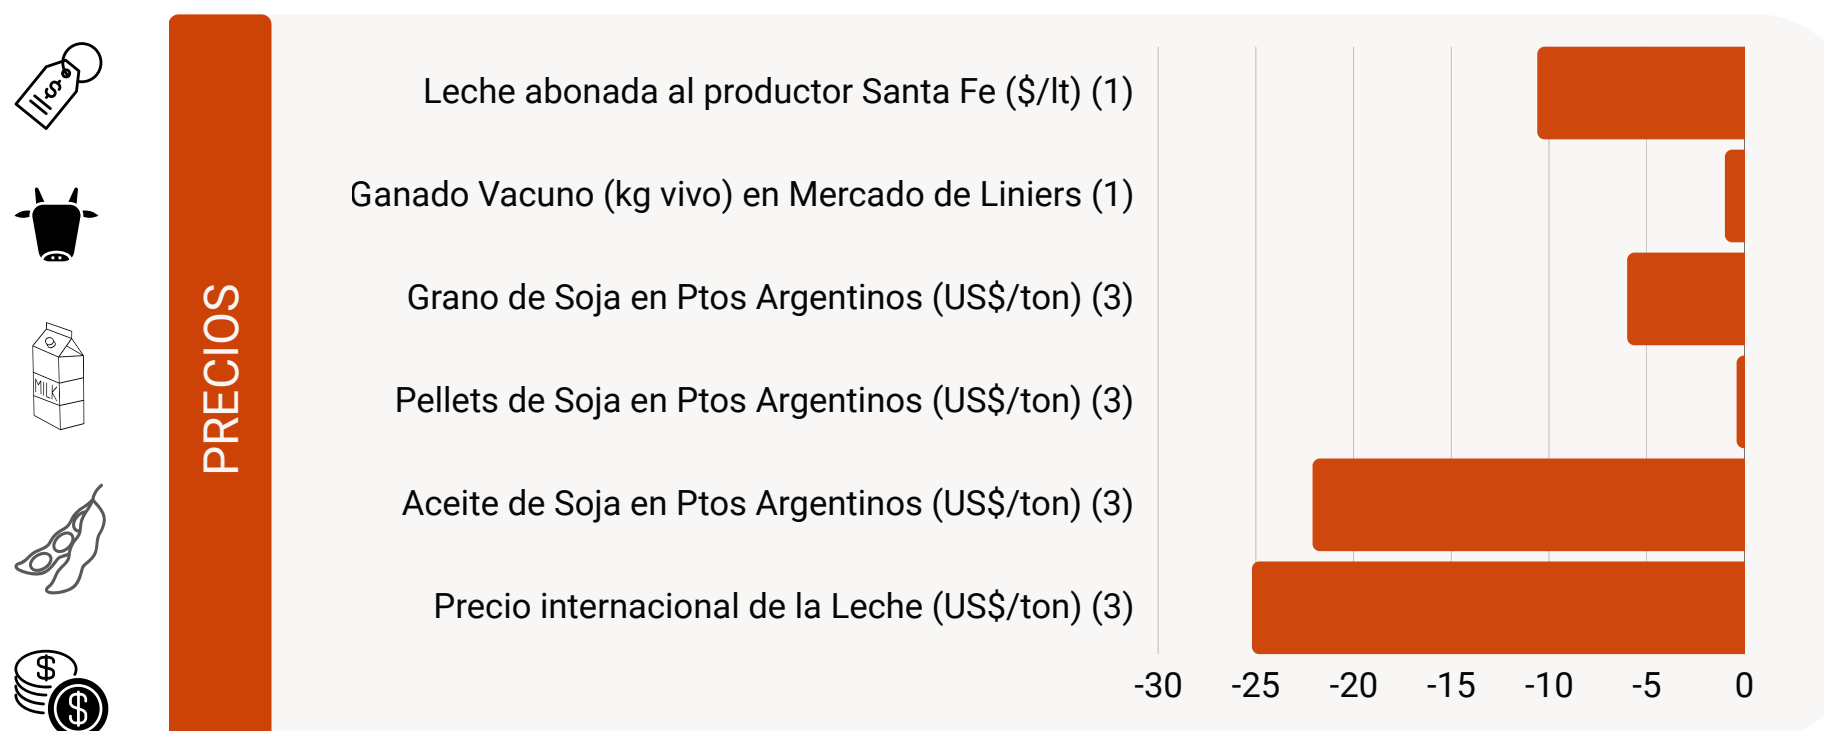 PRECIOS
Leche abonada al productor Santa Fe ($/lt) (1)
Ganado Vacuno (kg vivo) en Mercado de Liniers (1)
Grano de Soja en Ptos Argentinos (US$/ton) (3)
Pellets de Soja en Ptos Argentinos (US$/ton) (3)
Aceite de Soja en Ptos Argentinos (US$/ton) (3)
Precio internacional de la Leche (US$/ton) (3)
-30 -25 -20 -15 -10 -5 0
$
MILK
$
$